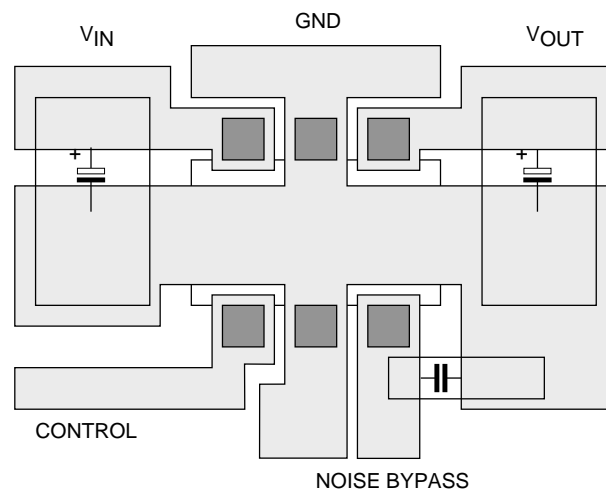 VIN
GND
VOUT
+
+
CONTROL
NOISE BYPASS